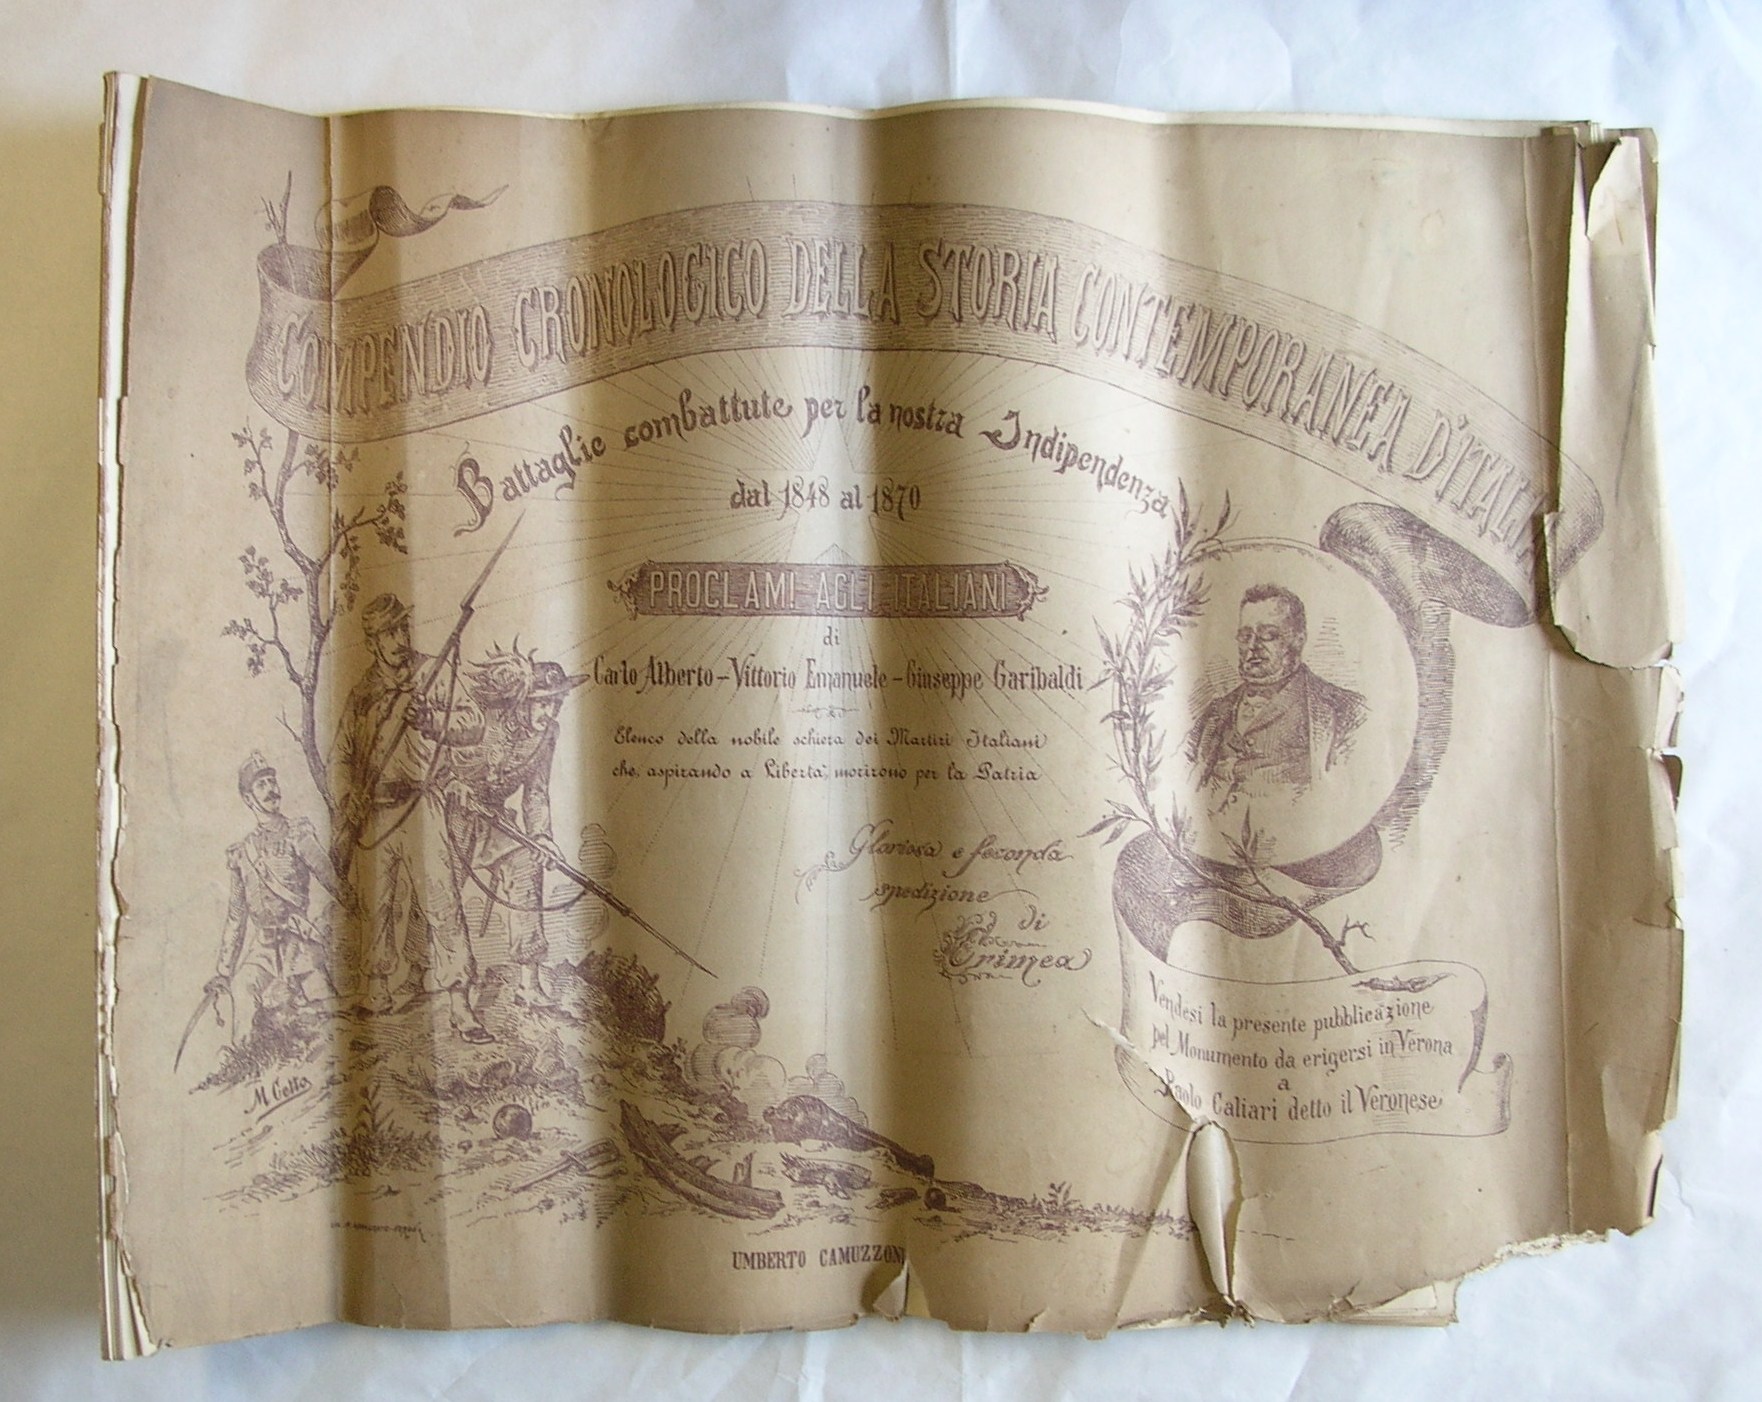 COMPENDIO CRONOLOGICO DELLA STORIA CONTEMPORANEA D'ITALIA
Battaglie combattute per la nostra Indipendenza
dal 1848 al 1870
PROCLAMI AGLI ITALIANI
di
Carlo Alberto – Vittorio Emanuele – Giuseppe Garibaldi
Elenco della nobile schiera dei Martiri Italiani
che, aspirando a Libertà, morirono per la Patria
La Gloriosa e feconda
spedizione
di
Crimea
Vendesi la presente pubblicazione
pel Monumento da erigersi in Verona
a
Paolo Caliari detto il Veronese
M. Cetto
UMBERTO CAMUZZONI